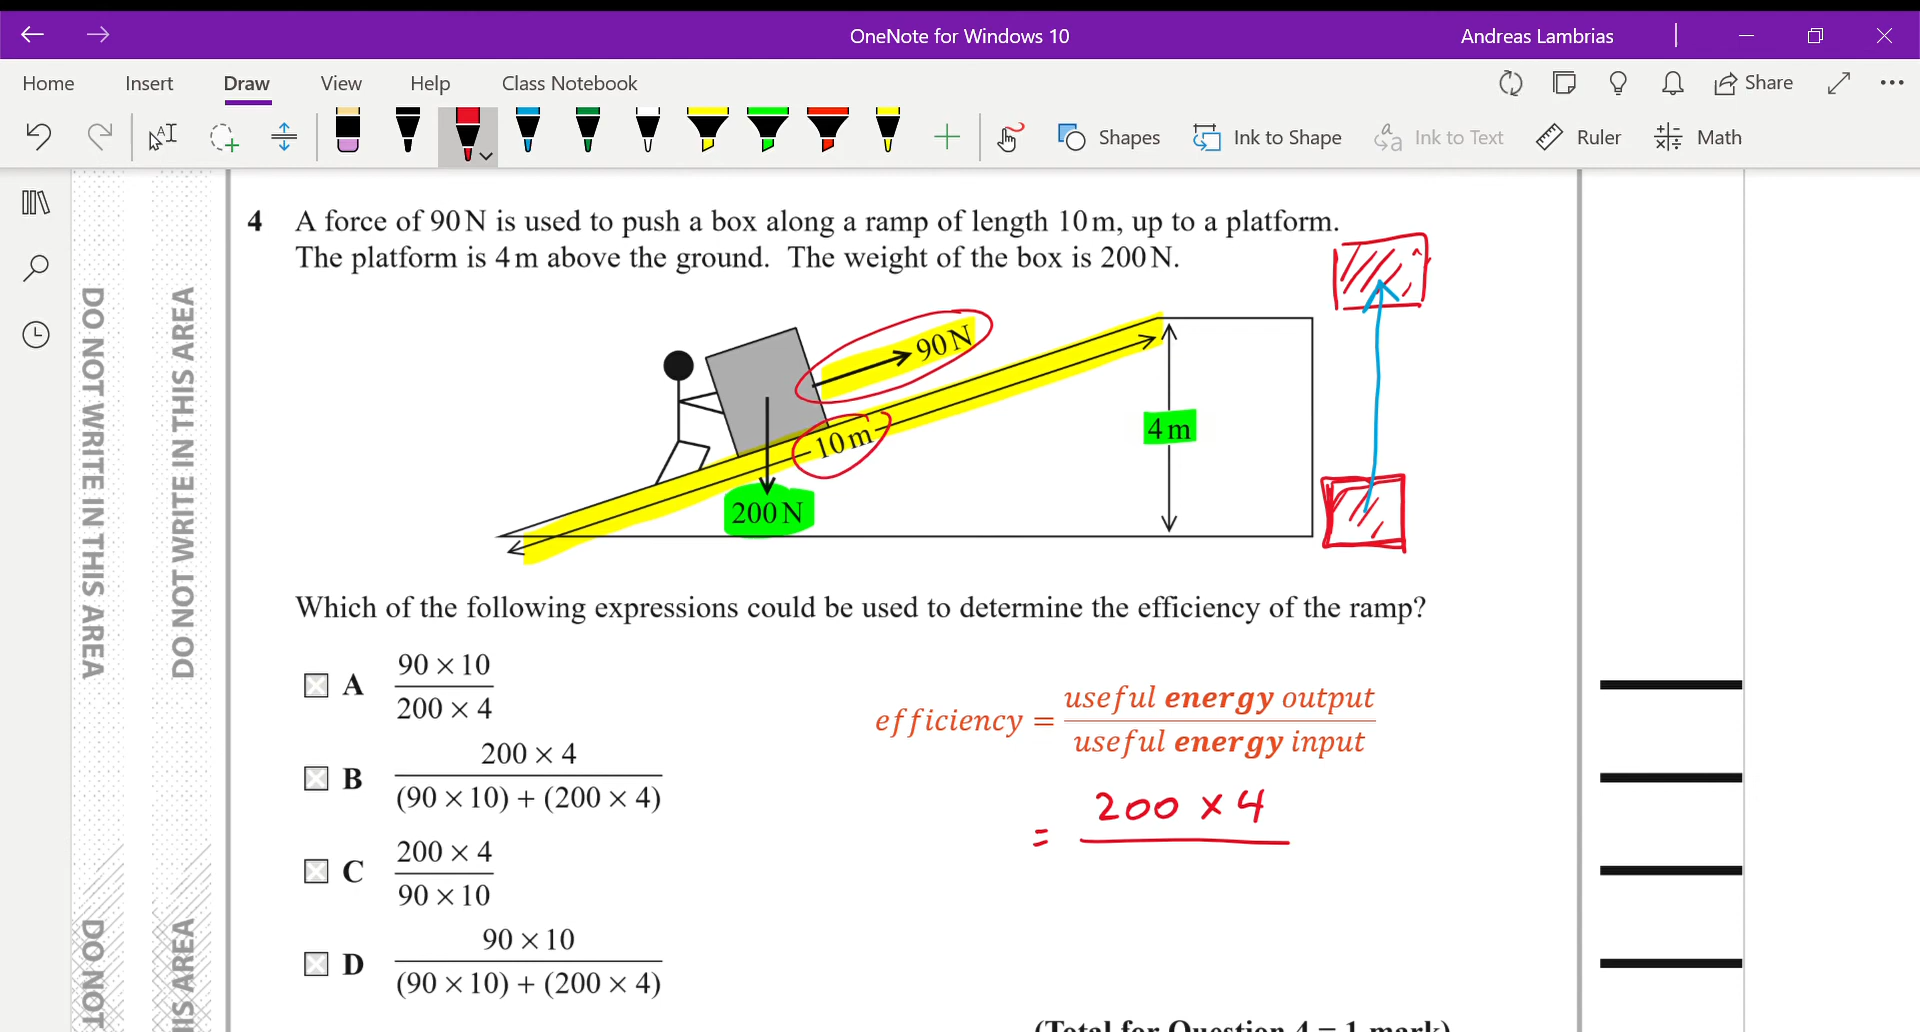 OneNote for Windows 10
Andreas Lambrias
Home Insert Draw View Help Class Notebook
Share
Shapes Ink to Shape Ink to Text Ruler Math
DO NOT WRITE IN THIS AREA
DO NOT WRITE IN THIS AREA
DO NOT
IS AREA
4 A force of 90 N is used to push a box along a ramp of length 10 m, up to a platform.
The platform is 4 m above the ground. The weight of the box is 200 N.
90 N
10 m
4 m
200 N
Which of the following expressions could be used to determine the efficiency of the ramp?
A 90 × 10
200 × 4
B 200 × 4
(90 × 10) + (200 × 4)
C 200 × 4
90 × 10
D 90 × 10
(90 × 10) + (200 × 4)
efficiency = useful energy output
useful energy input
= 200 × 4
(Total for Question 4 = 1 mark)